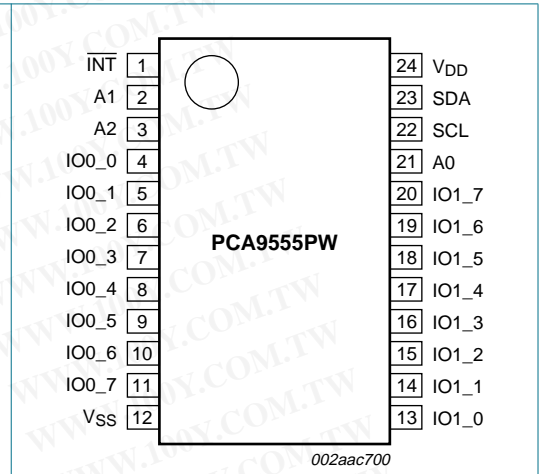 INT 1
A1 2
A2 3
IO0_0 4
IO0_1 5
IO0_2 6
IO0_3 7
IO0_4 8
IO0_5 9
IO0_6 10
IO0_7 11
VSS 12
PCA9555PW
24 VDD
23 SDA
22 SCL
21 A0
20 IO1_7
19 IO1_6
18 IO1_5
17 IO1_4
16 IO1_3
15 IO1_2
14 IO1_1
13 IO1_0
002aac700
WWW.100Y.COM.TW